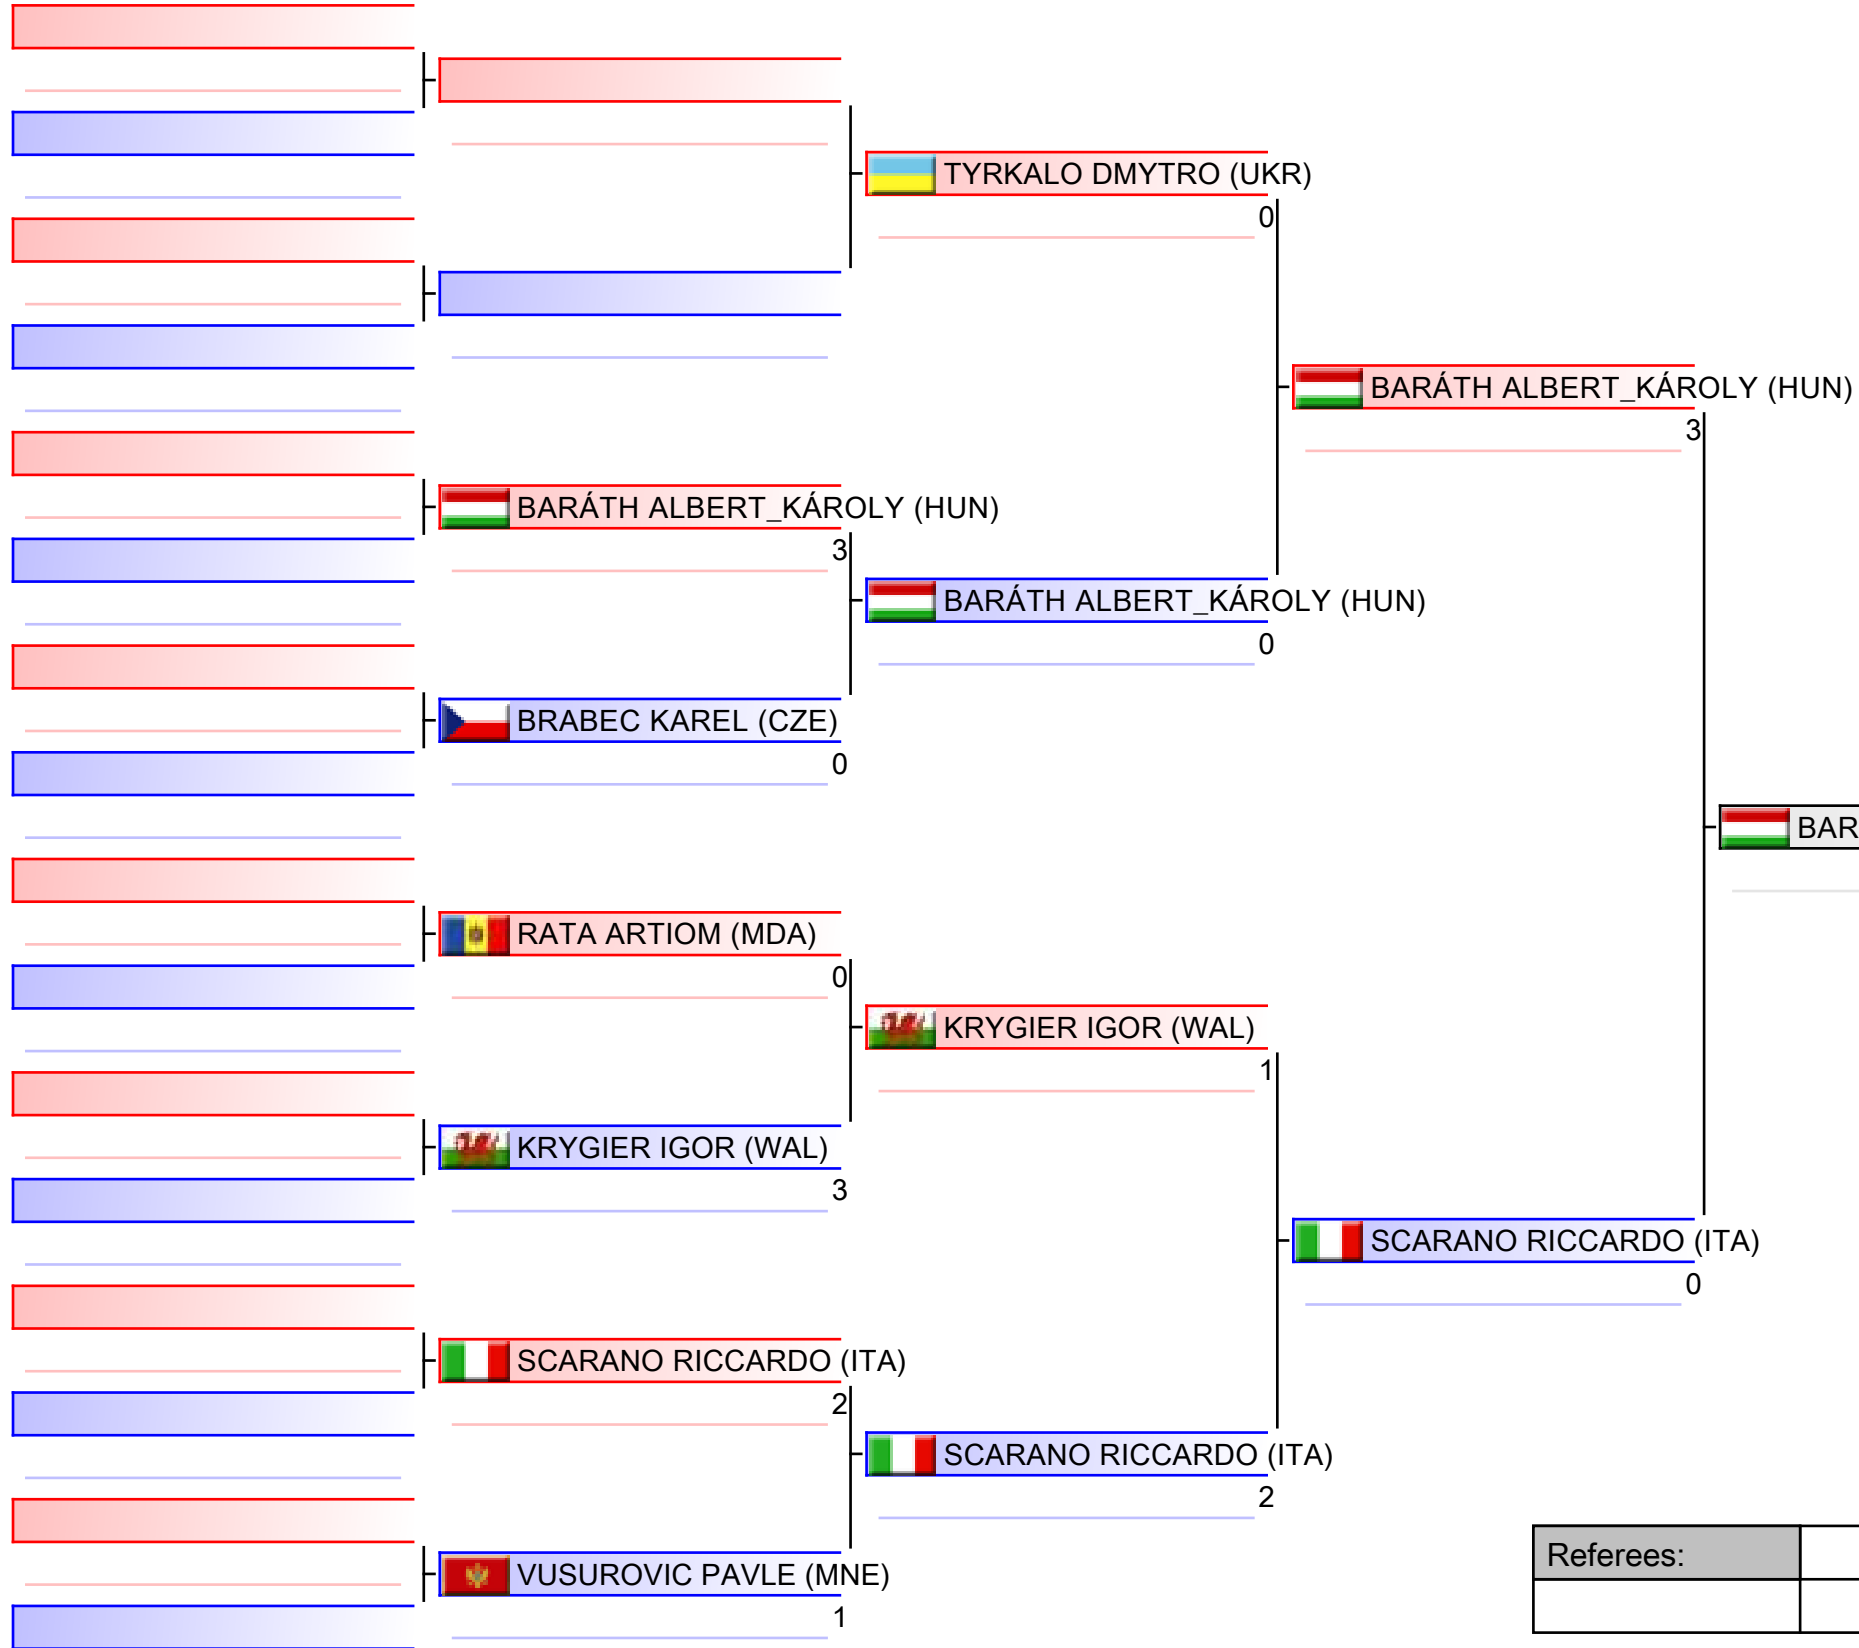 TYRKALO DMYTRO (UKR)
0
BARÁTH ALBERT_KÁROLY (HUN)
3
BARÁTH ALBERT_KÁROLY (HUN)
3
BARÁTH ALBERT_KÁROLY (HUN)
0
BRABEC KAREL (CZE)
0
BAR
RATA ARTIOM (MDA)
0
KRYGIER IGOR (WAL)
1
KRYGIER IGOR (WAL)
3
SCARANO RICCARDO (ITA)
0
SCARANO RICCARDO (ITA)
2
SCARANO RICCARDO (ITA)
2
VUSUROVIC PAVLE (MNE)
1
Referees: